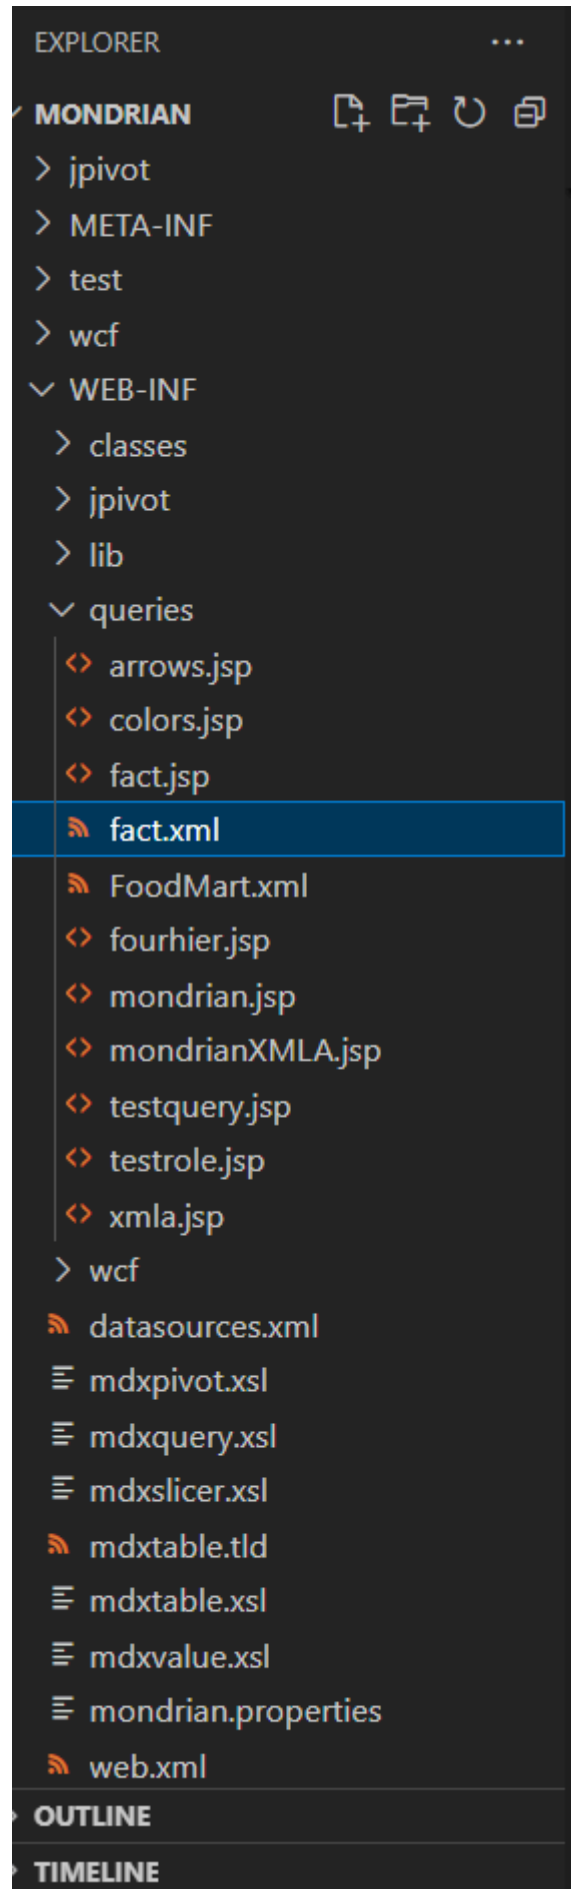 EXPLORER
MONDRIAN
jpivot
META-INF
test
wcf
WEB-INF
classes
jpivot
lib
queries
arrows.jsp
colors.jsp
fact.jsp
fact.xml
FoodMart.xml
fourhier.jsp
mondrian.jsp
mondrianXMLA.jsp
testquery.jsp
testrole.jsp
xmla.jsp
wcf
datasources.xml
mdxpivot.xsl
mdxquery.xsl
mdxslicer.xsl
mdxtable.tld
mdxtable.xsl
mdxvalue.xsl
mondrian.properties
web.xml
OUTLINE
TIMELINE